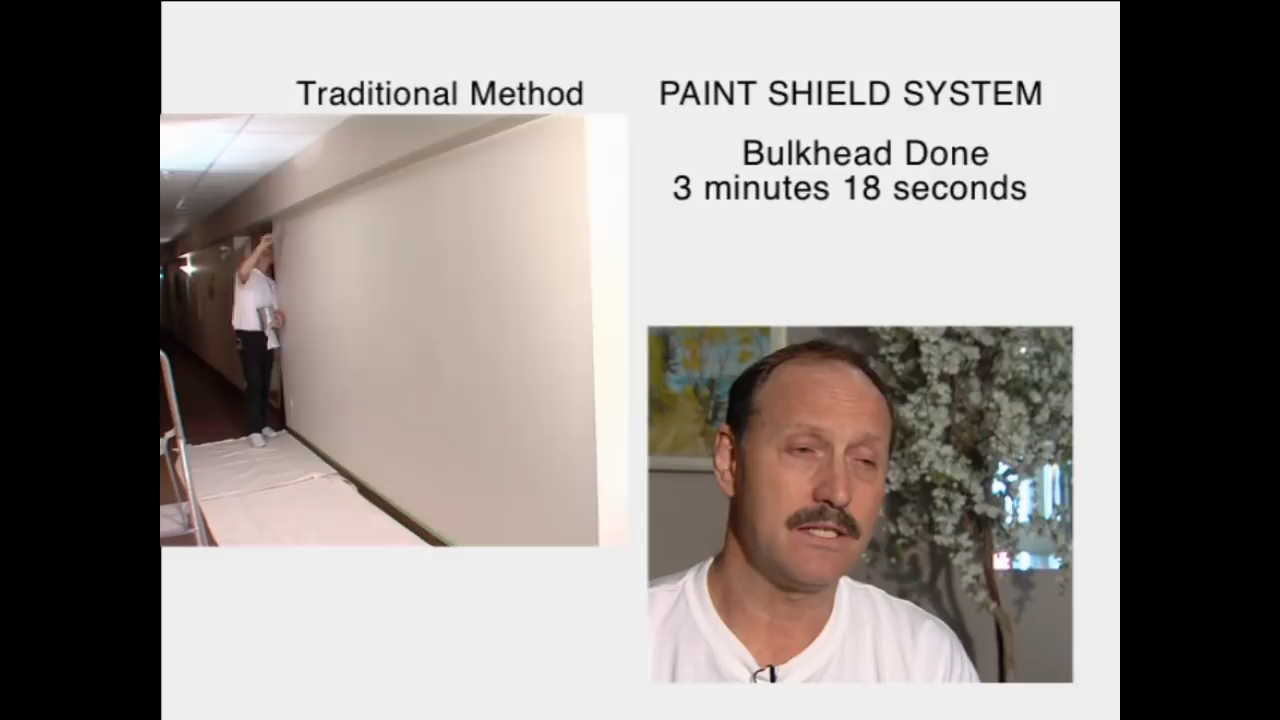 Traditional Method
PAINT SHIELD SYSTEM
Bulkhead Done
3 minutes 18 seconds